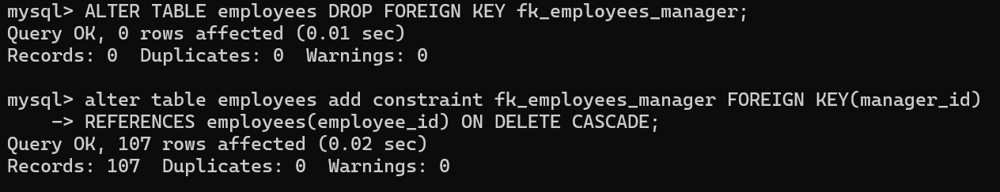 mysql> ALTER TABLE employees DROP FOREIGN KEY fk_employees_manager;
Query OK, 0 rows affected (0.01 sec)
Records: 0  Duplicates: 0  Warnings: 0

mysql> alter table employees add constraint fk_employees_manager FOREIGN KEY(manager_id)
    -> REFERENCES employees(employee_id) ON DELETE CASCADE;
Query OK, 107 rows affected (0.02 sec)
Records: 107  Duplicates: 0  Warnings: 0